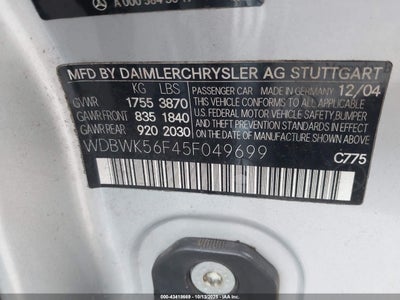 MFD BY DAIMLERCHRYSLER AG STUTTGART
KG LBS PASSENGER CAR MADE IN GERMANY 12/04
GVWR 1755 3870 THIS VEHICLE CONFORMS TO ALL APPLICABLE
GAWR FRONT 835 1840 U.S. FEDERAL MOTOR VEHICLE SAFETY, BUMPER,
GAWR REAR 920 2030 AND THEFT PREVENTION STANDARDS IN EFFECT
ON THE DATE OF MANUFACTURE SHOWN ABOVE.
WDBWK56F45F049699
C775
000-43418669 - 10/13/2025 -